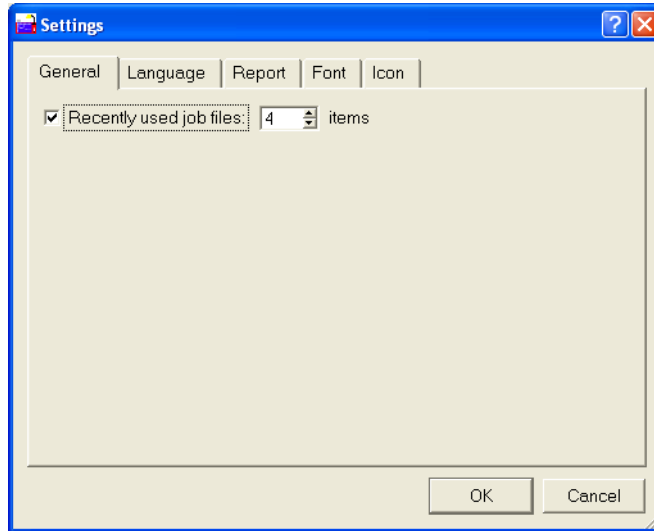 Settings
General Language Report Font Icon
Recently used job files: 4 items
OK Cancel